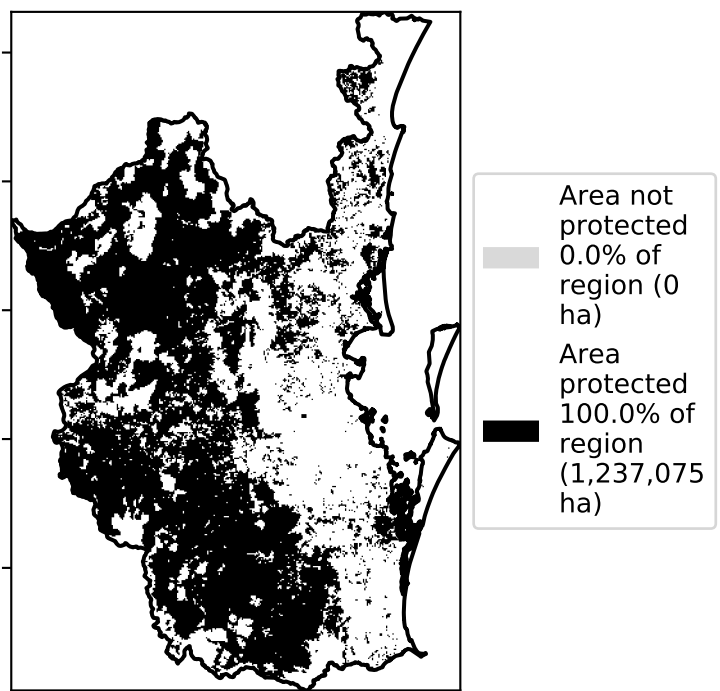 Area not
protected
0.0% of
region (0
ha)
Area
protected
100.0% of
region
(1,237,075
ha)